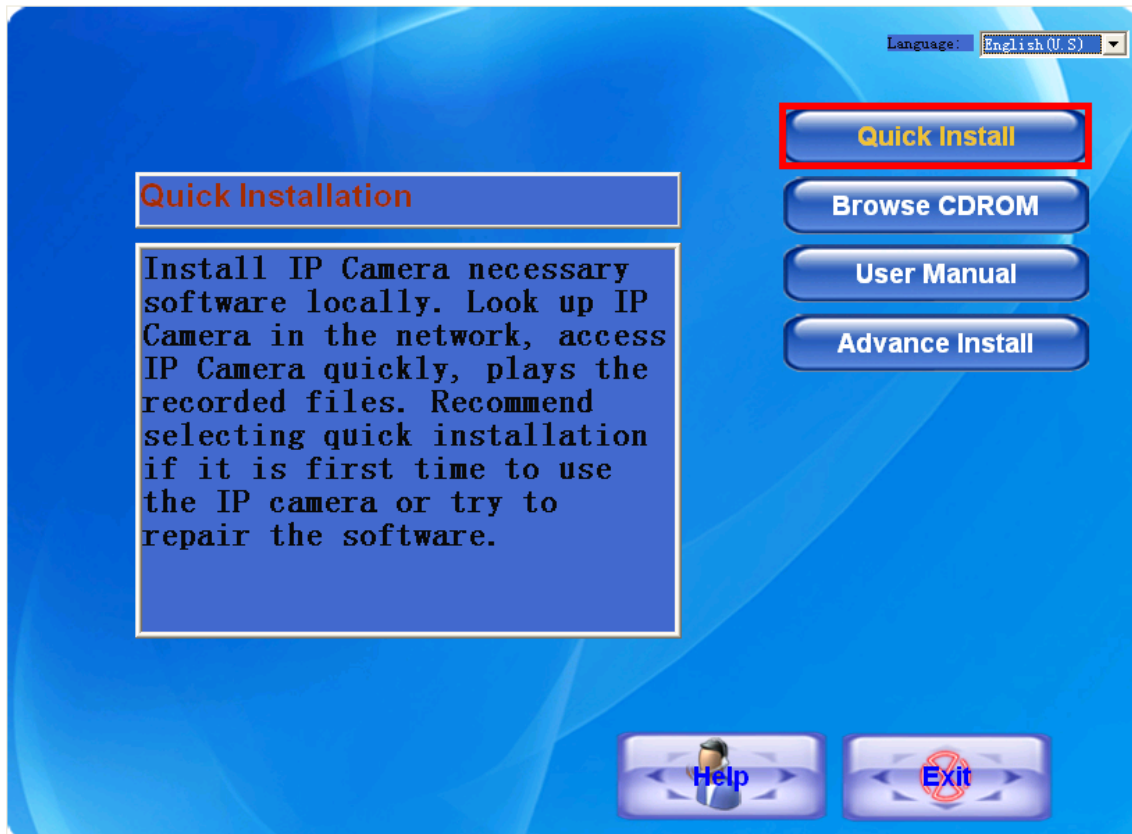 Language:
English(U.S)
Quick Install
Quick Installation
Browse CDROM
Install IP Camera necessary
software locally. Look up IP
Camera in the network, access
IP Camera quickly, plays the
recorded files. Recommend
selecting quick installation
if it is first time to use
the IP camera or try to
repair the software.
User Manual
Advance Install
Help
Exit